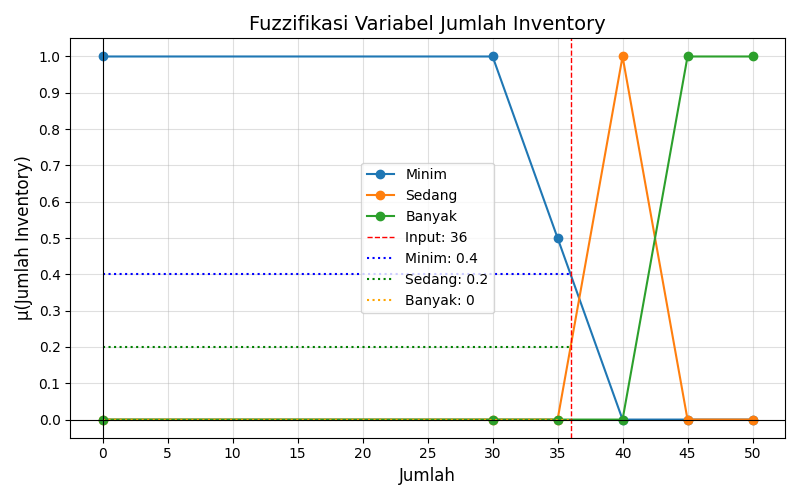 Fuzzifikasi Variabel Jumlah Inventory
μ(Jumlah Inventory)
1.0
0.9
0.8
0.7
0.6
0.5
0.4
0.3
0.2
0.1
0.0
Minim
Sedang
Banyak
Input: 36
Minim: 0.4
Sedang: 0.2
Banyak: 0
0 5 10 15 20 25 30 35 40 45 50
Jumlah